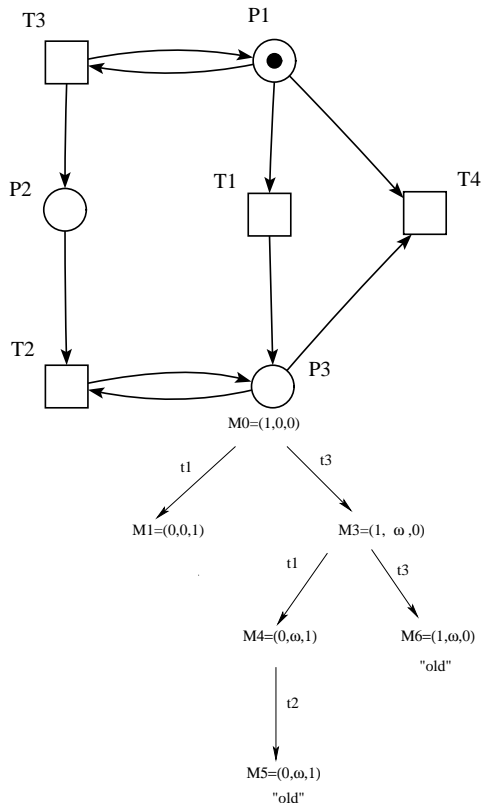 P1
T3
T1
T4
P2
T2
P3
M0=(1,0,0)
t1
t3
M1=(0,0,1)
M3=(1, ω ,0)
t1
t3
M4=(0,ω,1)
M6=(1,ω,0)
"old"
t2
M5=(0,ω,1)
"old"